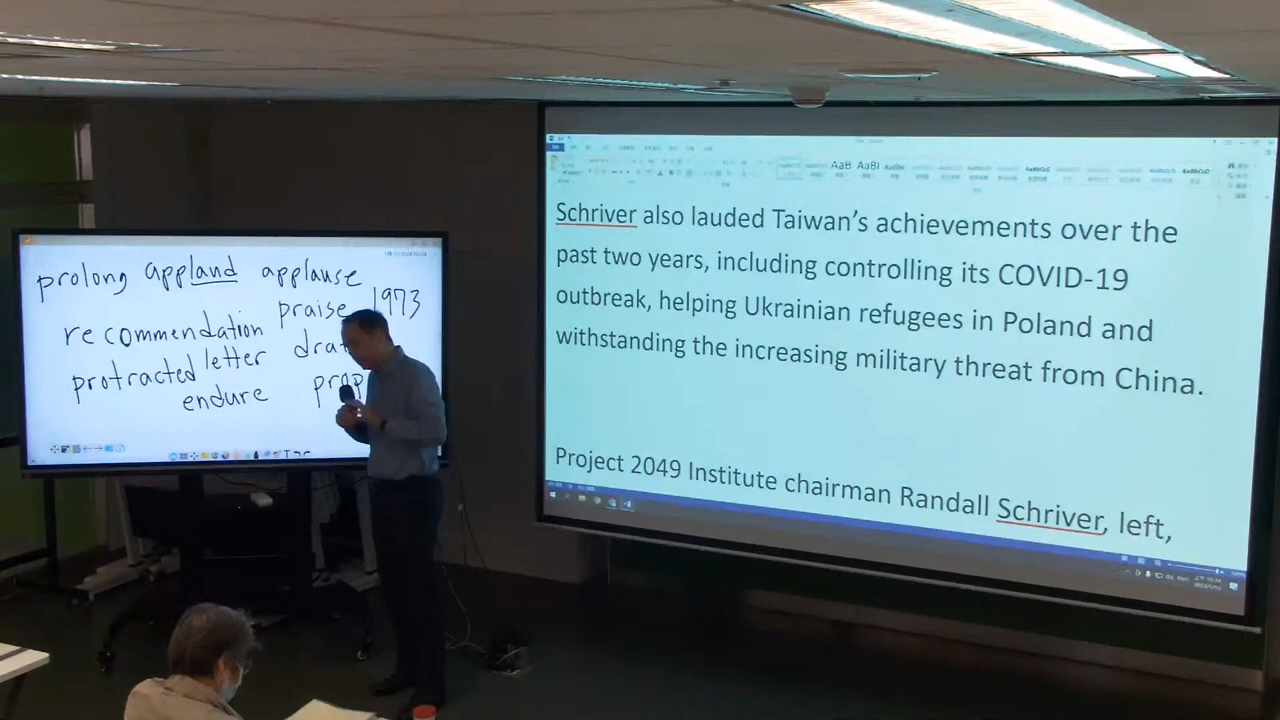 prolong appland applause
praise 1973
recommendation
protracted letter
endure
Schriver also lauded Taiwan's achievements over the
past two years, including controlling its COVID-19
outbreak, helping Ukrainian refugees in Poland and
withstanding the increasing military threat from China.
Project 2049 Institute chairman Randall Schriver, left,